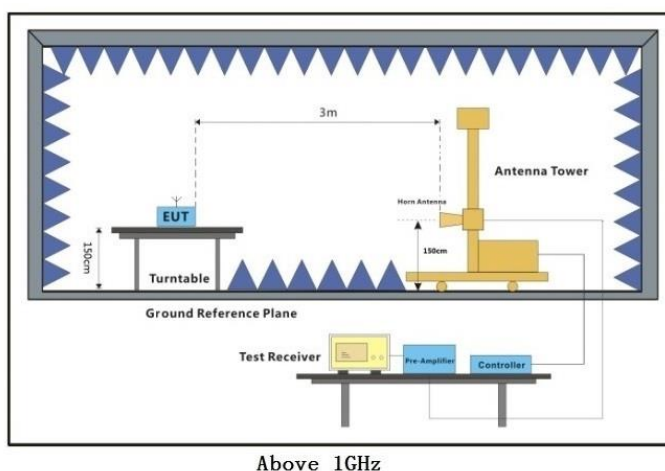 3m
Antenna Tower
Horn Antenna
EUT
150cm
150cm
Turntable
Ground Reference Plane
Test Receiver
Pre-Amplifier
Controller
Above 1GHz